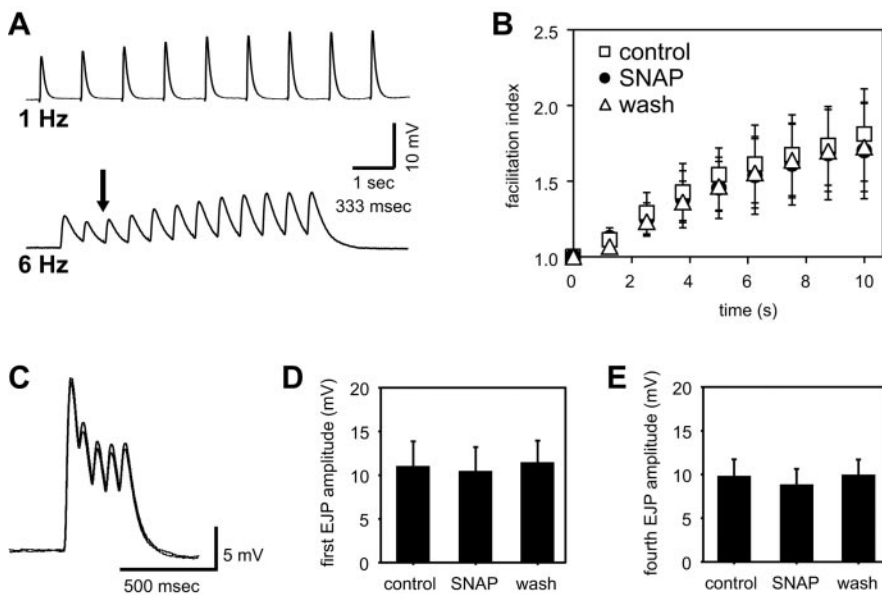 A
1 Hz
10 mV
1 sec
333 msec
6 Hz
B
facilitation index
2.5
2.0
1.5
1.0
control
SNAP
wash
0 2 4 6 8 10
time (s)
C
5 mV
500 msec
D
first EJP amplitude (mV)
20
15
10
5
0
control SNAP wash
E
fourth EJP amplitude (mV)
20
15
10
5
0
control SNAP wash